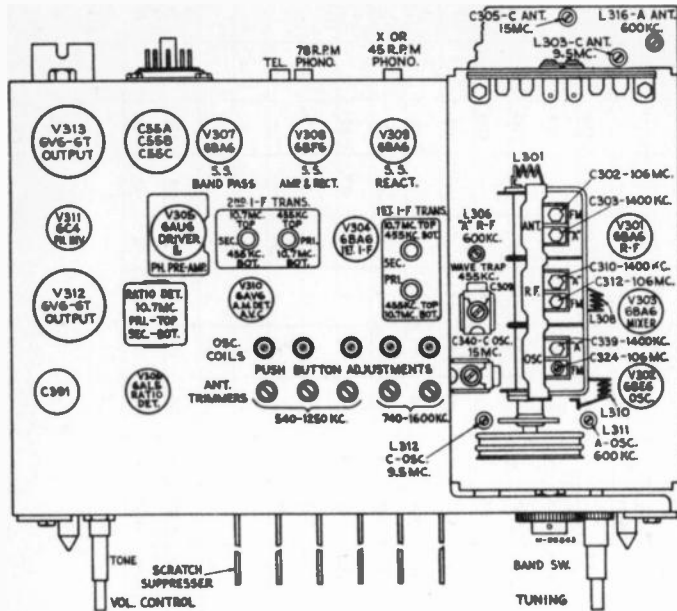 C305-C ANT.
15MC.
L316-A ANT.
600KC.
L303-C ANT.
9.5MC.
TEL.
78 R.P.M
PHONO.
X OR
45 R.P.M
PHONO.
V313
6V6-GT
OUTPUT
C55A
C55B
C55C
V307
6BA6
S.S.
BAND PASS
V308
6BF6
S.S.
AMP & RECT.
V309
6BA6
S.S.
REACT.
L301
C302-106MC.
C303-1400KC.
FM
"A"
ANT.
V311
6C4
PH. INV.
V305
6AU6
DRIVER
&
PH. PRE-AMP.
2ND I-F TRANS.
10.7MC.
TOP
455KC
TOP
SEC.
PRI.
455KC.
BOT.
10.7MC.
BOT.
V304
6BA6
1ST. I-F
1ST. I-F TRANS.
10.7MC. TOP
455KC BOT.
SEC.
PRI.
455KC TOP
10.7MC. BOT.
L306
"A" R-F
600KC.
WAVE TRAP
455KC.
C309
V301
6BA6
R-F
C310-1400KC.
C312-106MC.
"A"
FM
R.F.
L308
V303
6BA6
MIXER
V312
6V6-GT
OUTPUT
RATIO DET.
10.7MC.
PRI.-TOP
SEC.-BOT.
V310
6AV6
A.M. DET.
A.V.C.
C340-C OSC.
15MC.
C339-1400KC.
C324-106MC.
"A"
FM
OSC
V302
6BE6
OSC.
OSC.
COILS
PUSH BUTTON ADJUSTMENTS
ANT.
TRIMMERS
540-1250 KC.
740-1600KC.
C391
6AL5
RATIO
DET.
L310
L312
C-OSC.
9.5MC.
L311
A-OSC.
600KC.
TONE
SCRATCH
SUPPRESSER
VOL. CONTROL
BAND SW.
TUNING